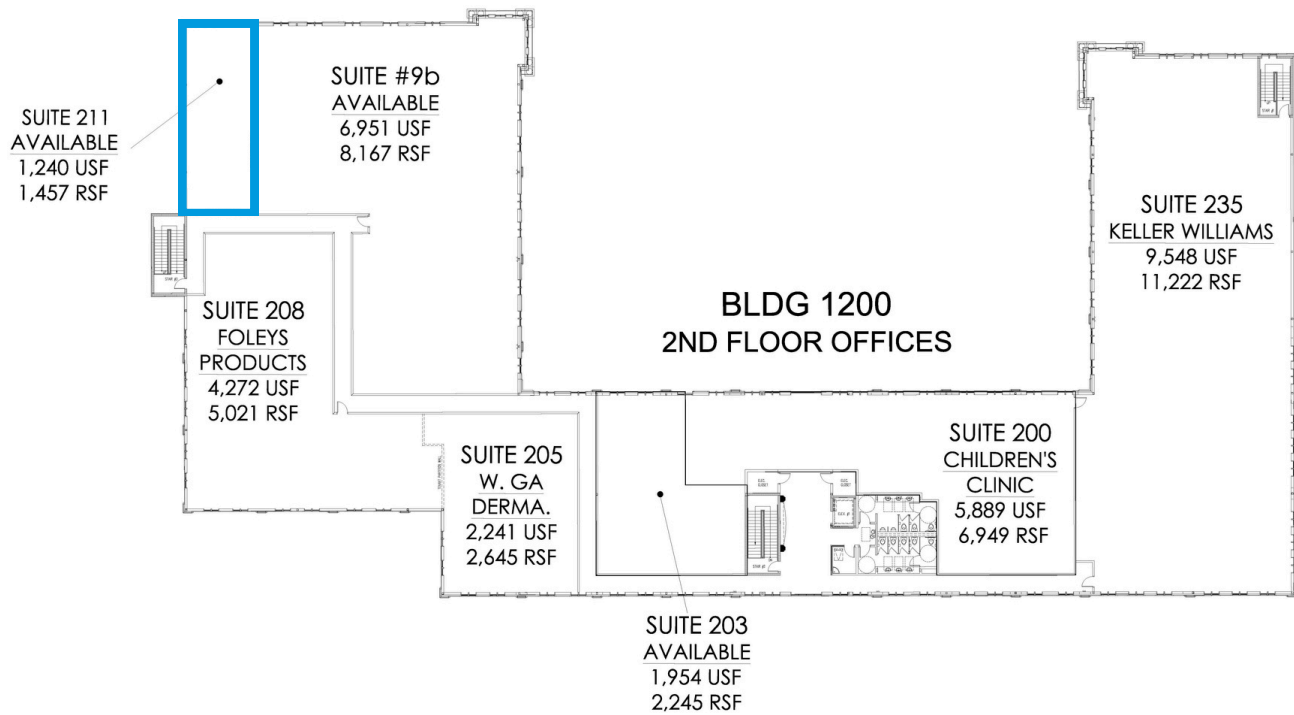 SUITE 211
AVAILABLE
1,240 USF
1,457 RSF
SUITE #9b
AVAILABLE
6,951 USF
8,167 RSF
SUITE 235
KELLER WILLIAMS
9,548 USF
11,222 RSF
SUITE 208
FOLEYS
PRODUCTS
4,272 USF
5,021 RSF
BLDG 1200
2ND FLOOR OFFICES
SUITE 205
W. GA
DERMA.
2,241 USF
2,645 RSF
SUITE 200
CHILDREN'S
CLINIC
5,889 USF
6,949 RSF
SUITE 203
AVAILABLE
1,954 USF
2,245 RSF